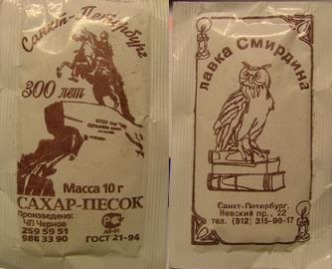 Санкт-Петербург
300 лет
Масса 10 г
САХАР-ПЕСОК
Произведено:
ЧП Чернов
259 59 51
988 33 90
ГОСТ 21-94
лавка Смирдина
Санкт-Петербург,
Невский пр., 22
тел. (812) 315-90-17